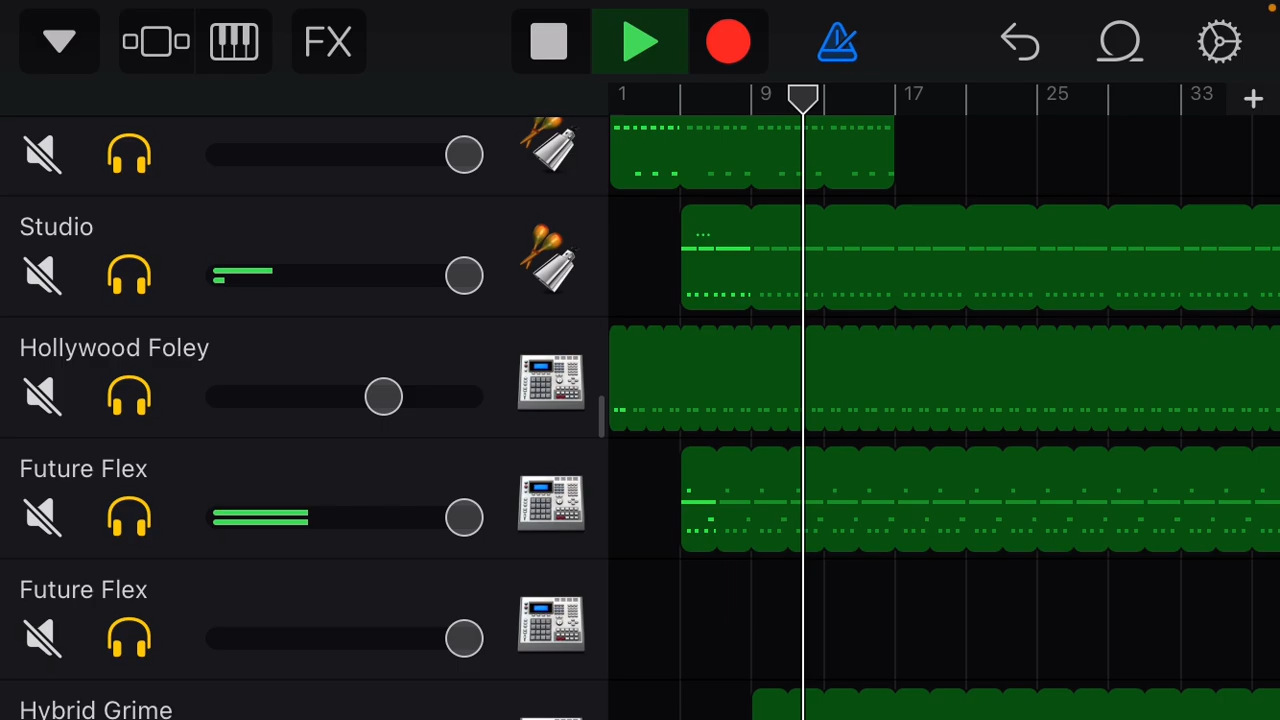 FX
1 9 17 25 33
Studio
...
Hollywood Foley
Future Flex
Future Flex
Hybrid Grime